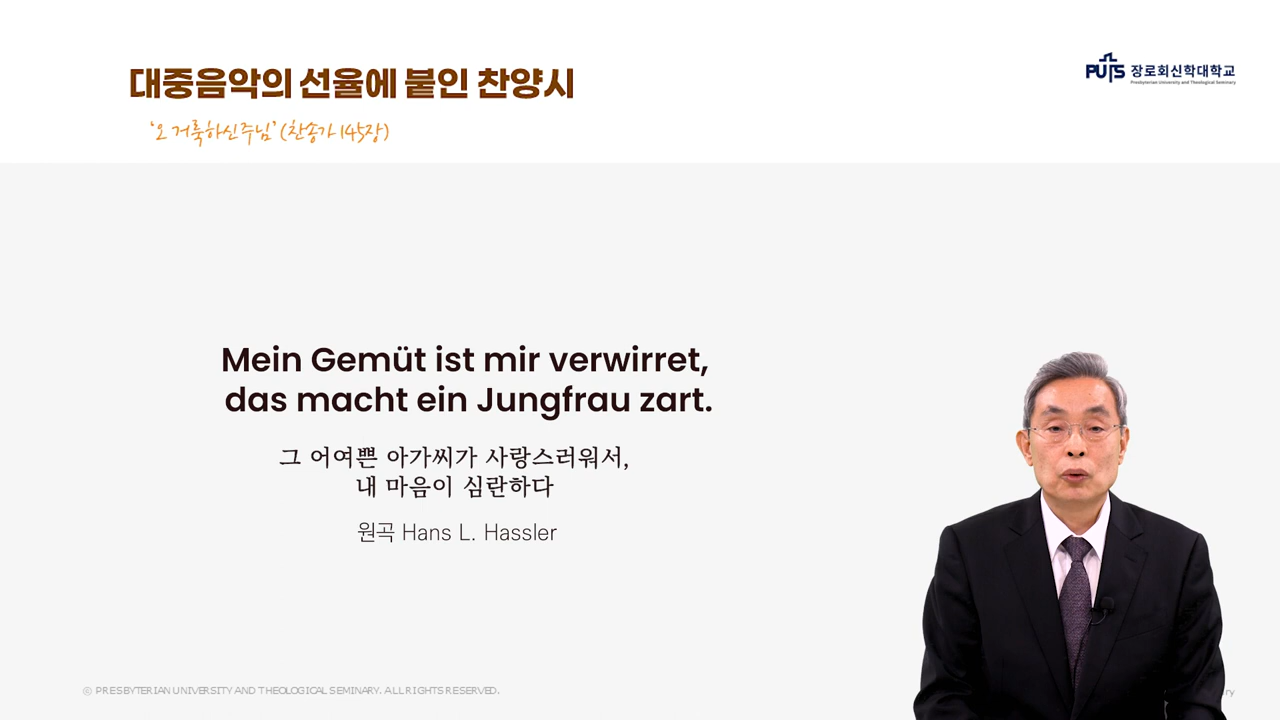 대중음악의 선율에 붙인 찬양시
PUTS 장로회신학대학교
Presbyterian University and Theological Seminary
‘오 거룩하신 주님’ (찬송가 145장)
Mein Gemüt ist mir verwirret,
das macht ein Jungfrau zart.
그 어여쁜 아가씨가 사랑스러워서,
내 마음이 심란하다
원곡 Hans L. Hassler
© PRESBYTERIAN UNIVERSITY AND THEOLOGICAL SEMINARY. ALL RIGHTS RESERVED.